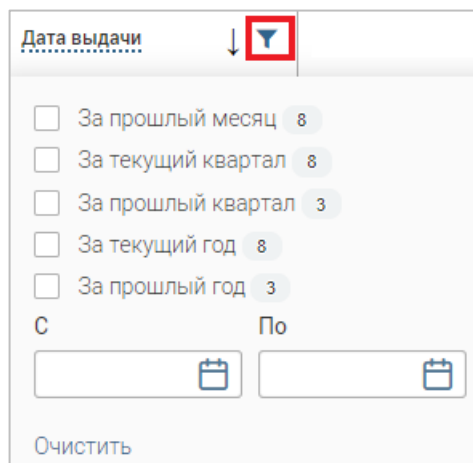 Дата выдачи ↓
За прошлый месяц 8
За текущий квартал 8
За прошлый квартал 3
За текущий год 8
За прошлый год 3
С По
Очистить